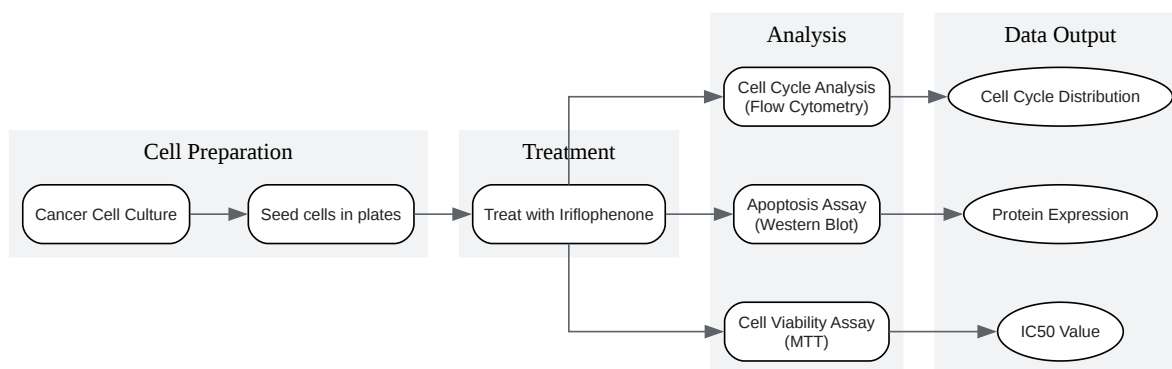 Analysis
Data Output
Cell Cycle Analysis
(Flow Cytometry)
Cell Cycle Distribution
Cell Preparation
Treatment
Cancer Cell Culture
Seed cells in plates
Treat with Iriflophenone
Apoptosis Assay
(Western Blot)
Protein Expression
Cell Viability Assay
(MTT)
IC50 Value